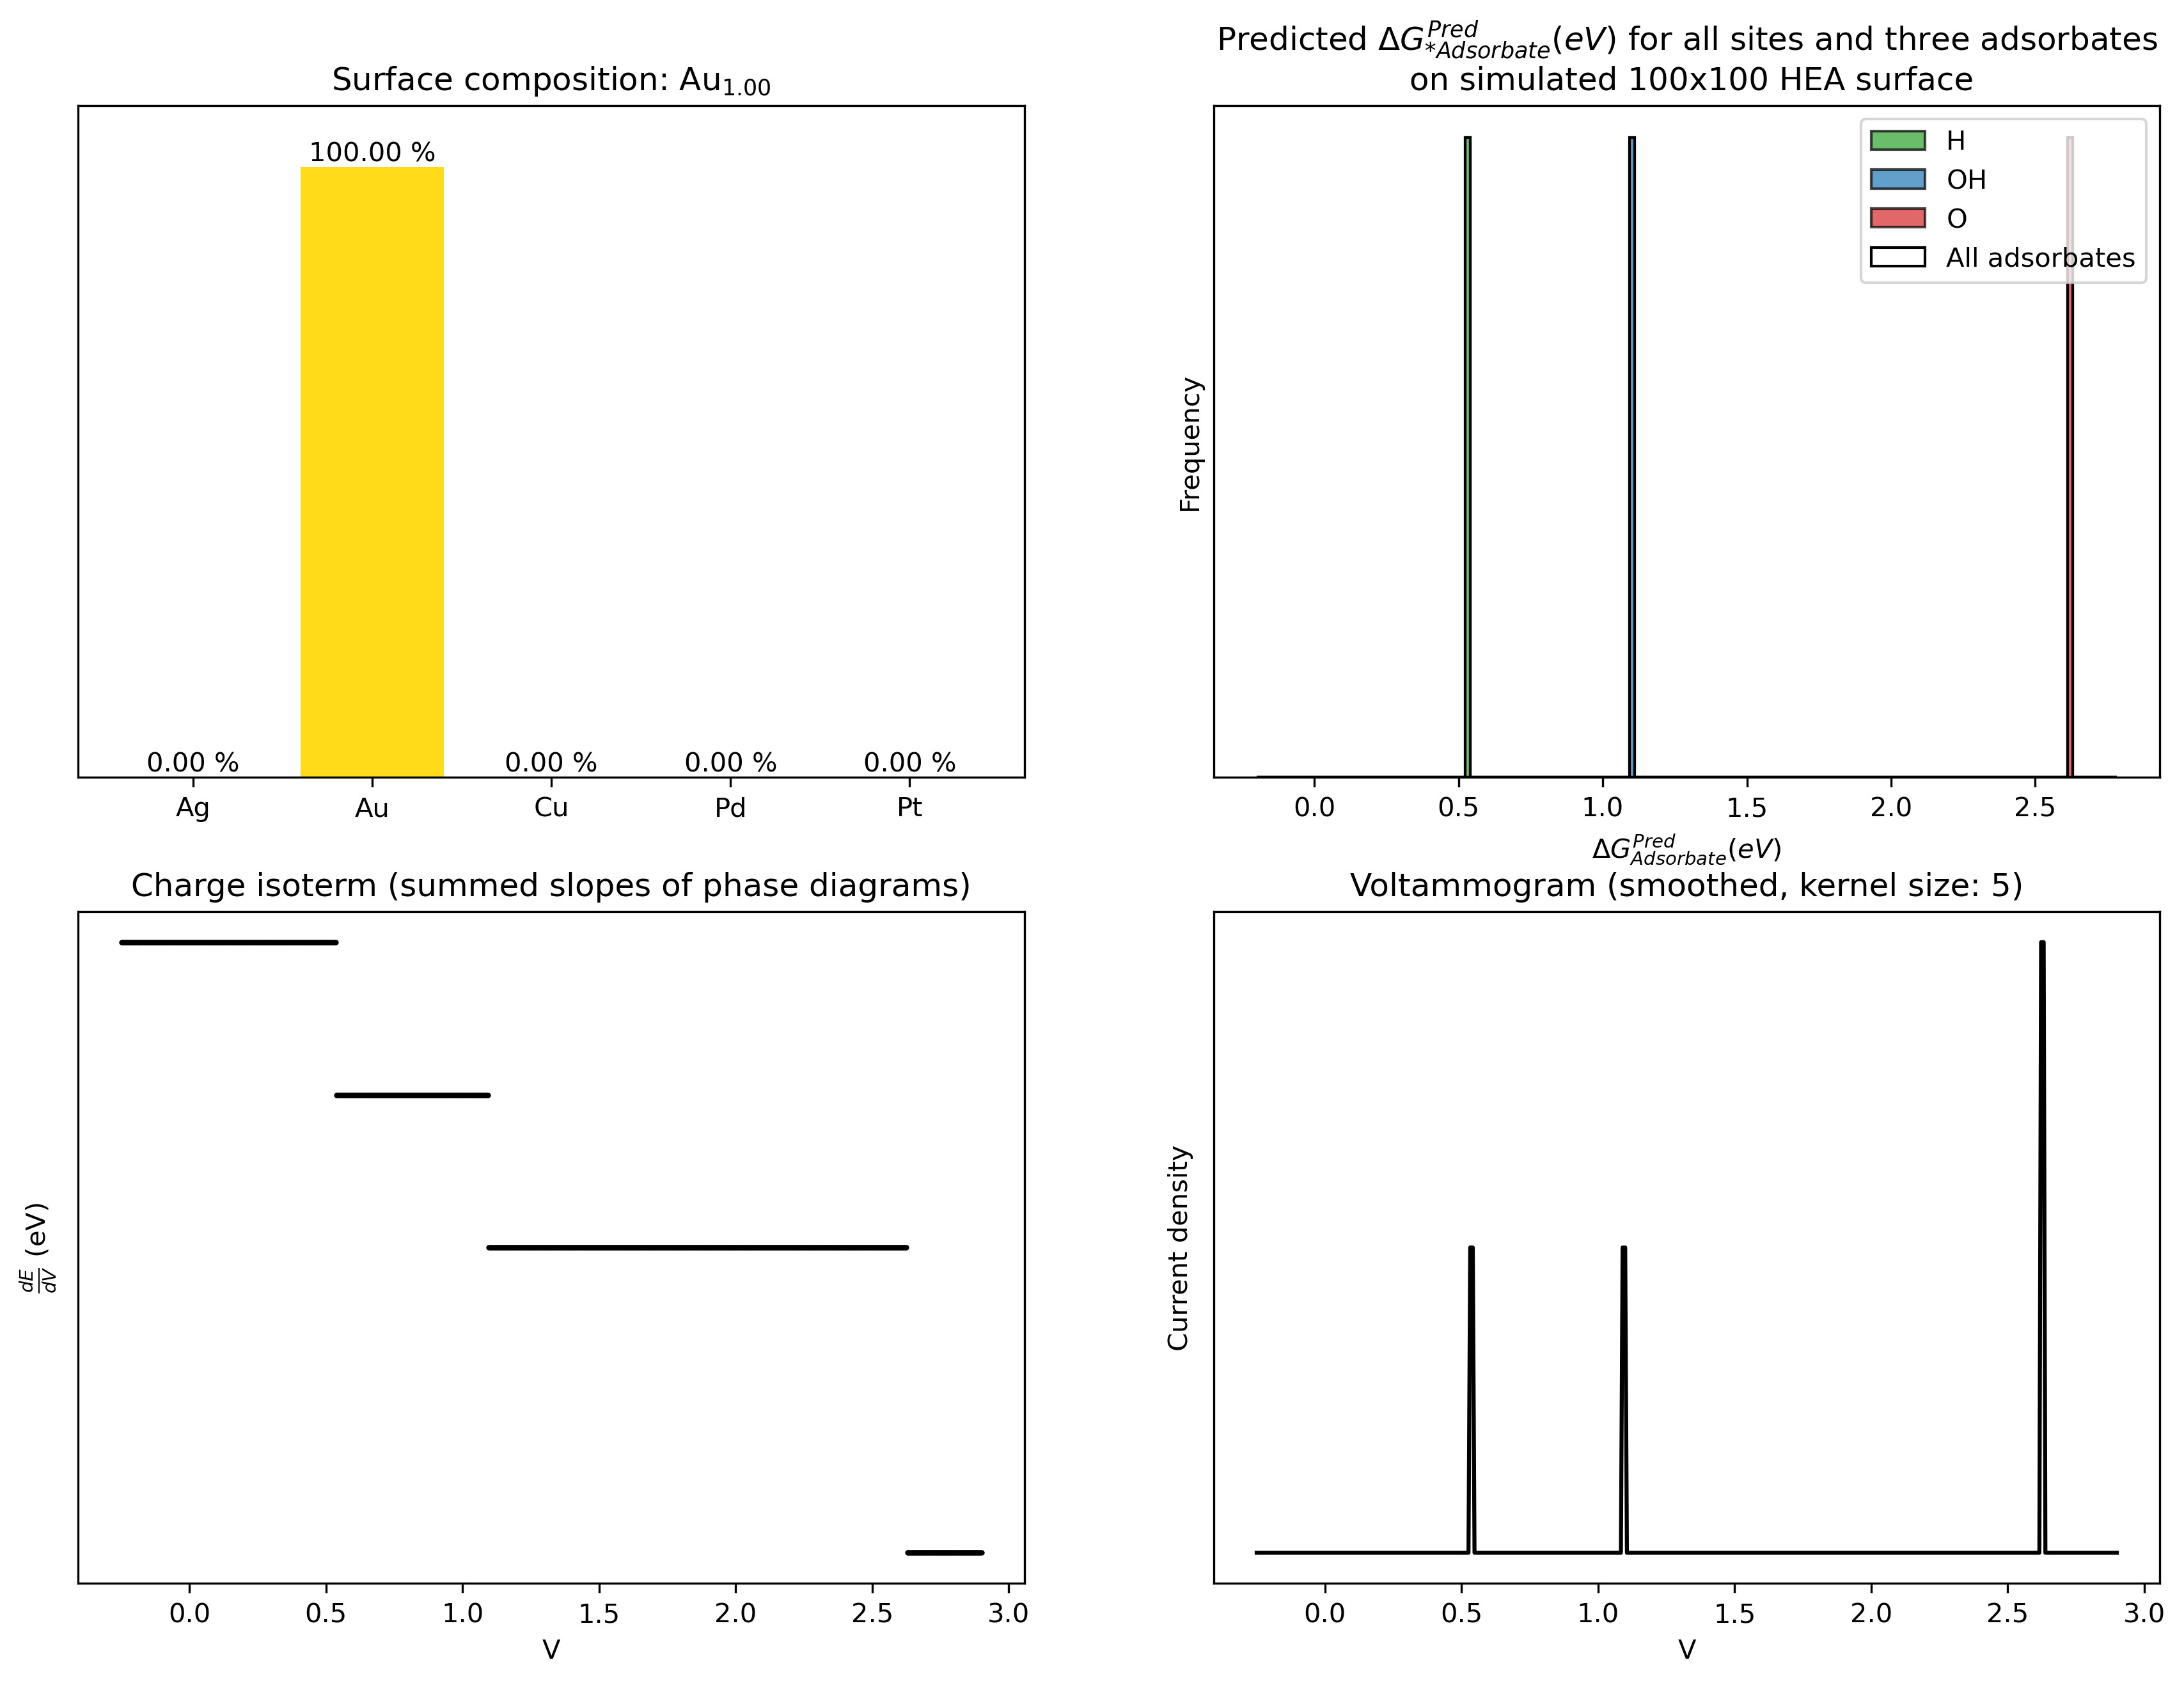 Surface composition: Au1.00
100.00 %
0.00 %
0.00 %
0.00 %
0.00 %
Ag
Au
Cu
Pd
Pt
Predicted ΔG^{Pred}_{*Adsorbate}(eV) for all sites and three adsorbates
on simulated 100x100 HEA surface
H
OH
O
All adsorbates
Frequency
0.0
0.5
1.0
1.5
2.0
2.5
ΔG^{Pred}_{Adsorbate}(eV)
Charge isoterm (summed slopes of phase diagrams)
dE/dV (eV)
0.0
0.5
1.0
1.5
2.0
2.5
3.0
V
Voltammogram (smoothed, kernel size: 5)
Current density
0.0
0.5
1.0
1.5
2.0
2.5
3.0
V